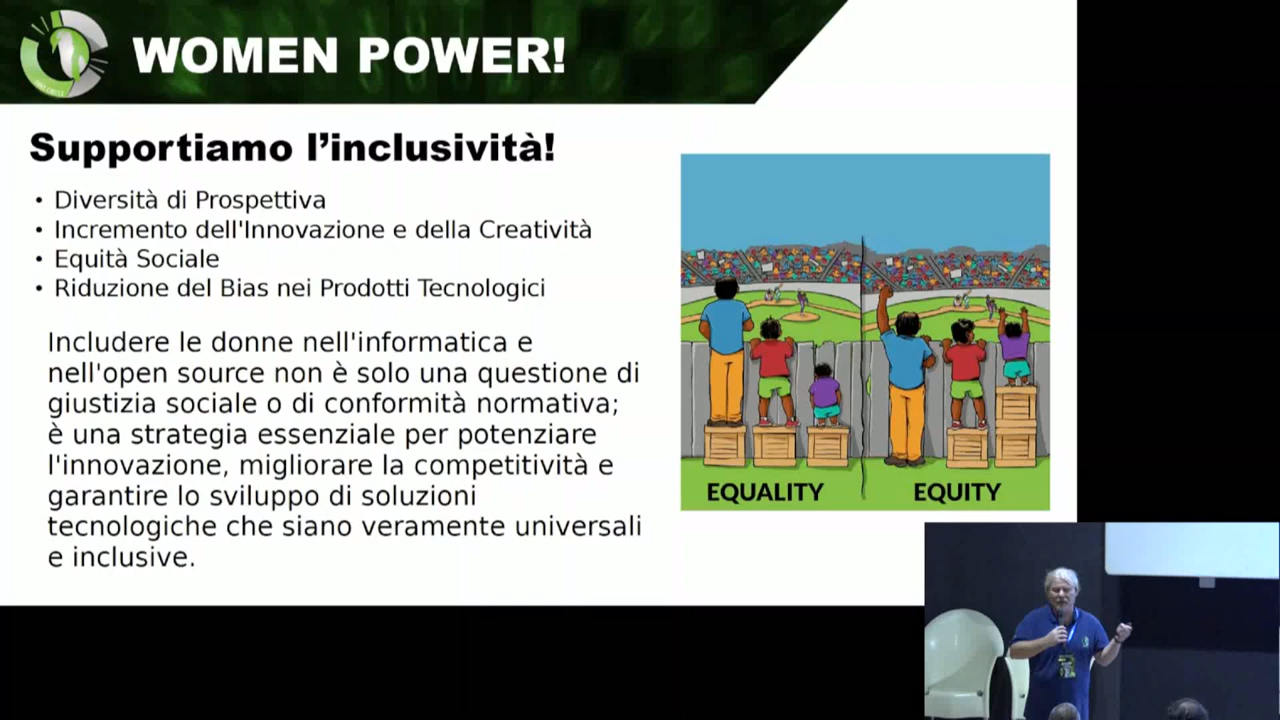 WOMEN POWER!
Supportiamo l’inclusività!
• Diversità di Prospettiva
• Incremento dell'Innovazione e della Creatività
• Equità Sociale
• Riduzione del Bias nei Prodotti Tecnologici
Includere le donne nell'informatica e
nell'open source non è solo una questione di
giustizia sociale o di conformità normativa;
è una strategia essenziale per potenziare
l'innovazione, migliorare la competitività e
garantire lo sviluppo di soluzioni
tecnologiche che siano veramente universali
e inclusive.
EQUALITY
EQUITY